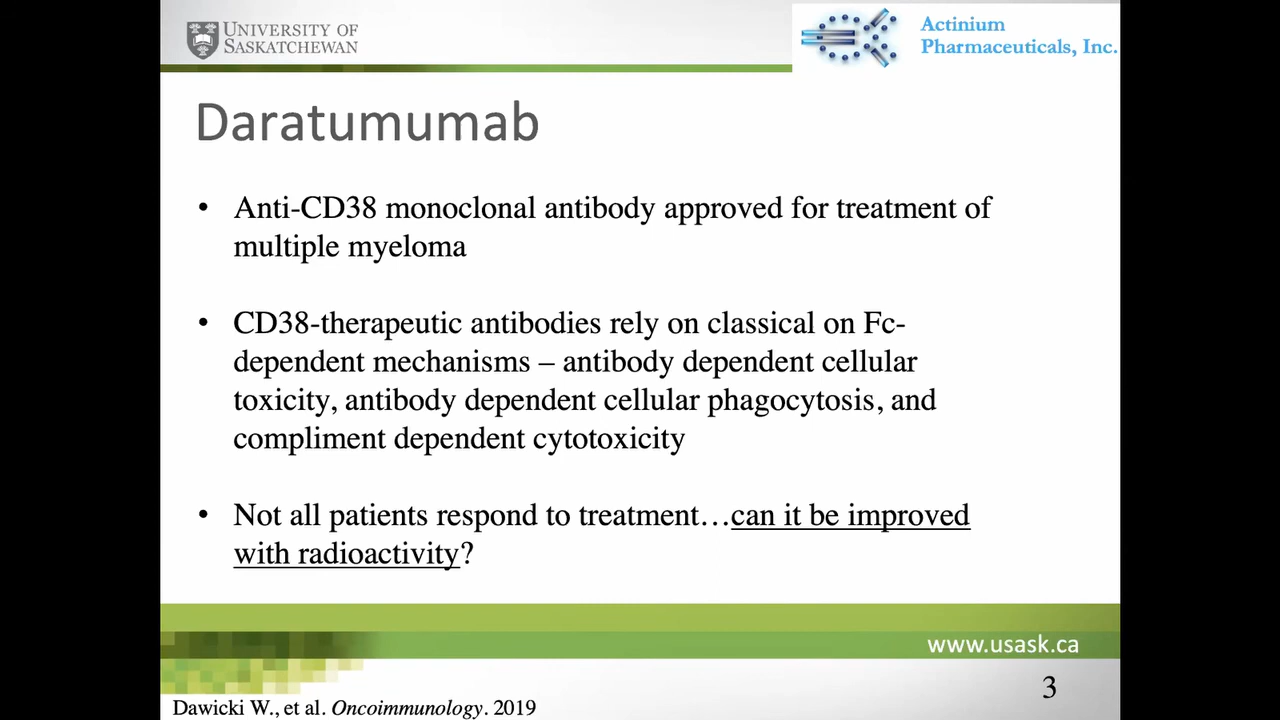 UNIVERSITY OF
SASKATCHEWAN
Actinium
Pharmaceuticals, Inc.
Daratumumab
• Anti-CD38 monoclonal antibody approved for treatment of
multiple myeloma
• CD38-therapeutic antibodies rely on classical on Fc-
dependent mechanisms – antibody dependent cellular
toxicity, antibody dependent cellular phagocytosis, and
compliment dependent cytotoxicity
• Not all patients respond to treatment…can it be improved
with radioactivity?
www.usask.ca
3
Dawicki W., et al. Oncoimmunology. 2019